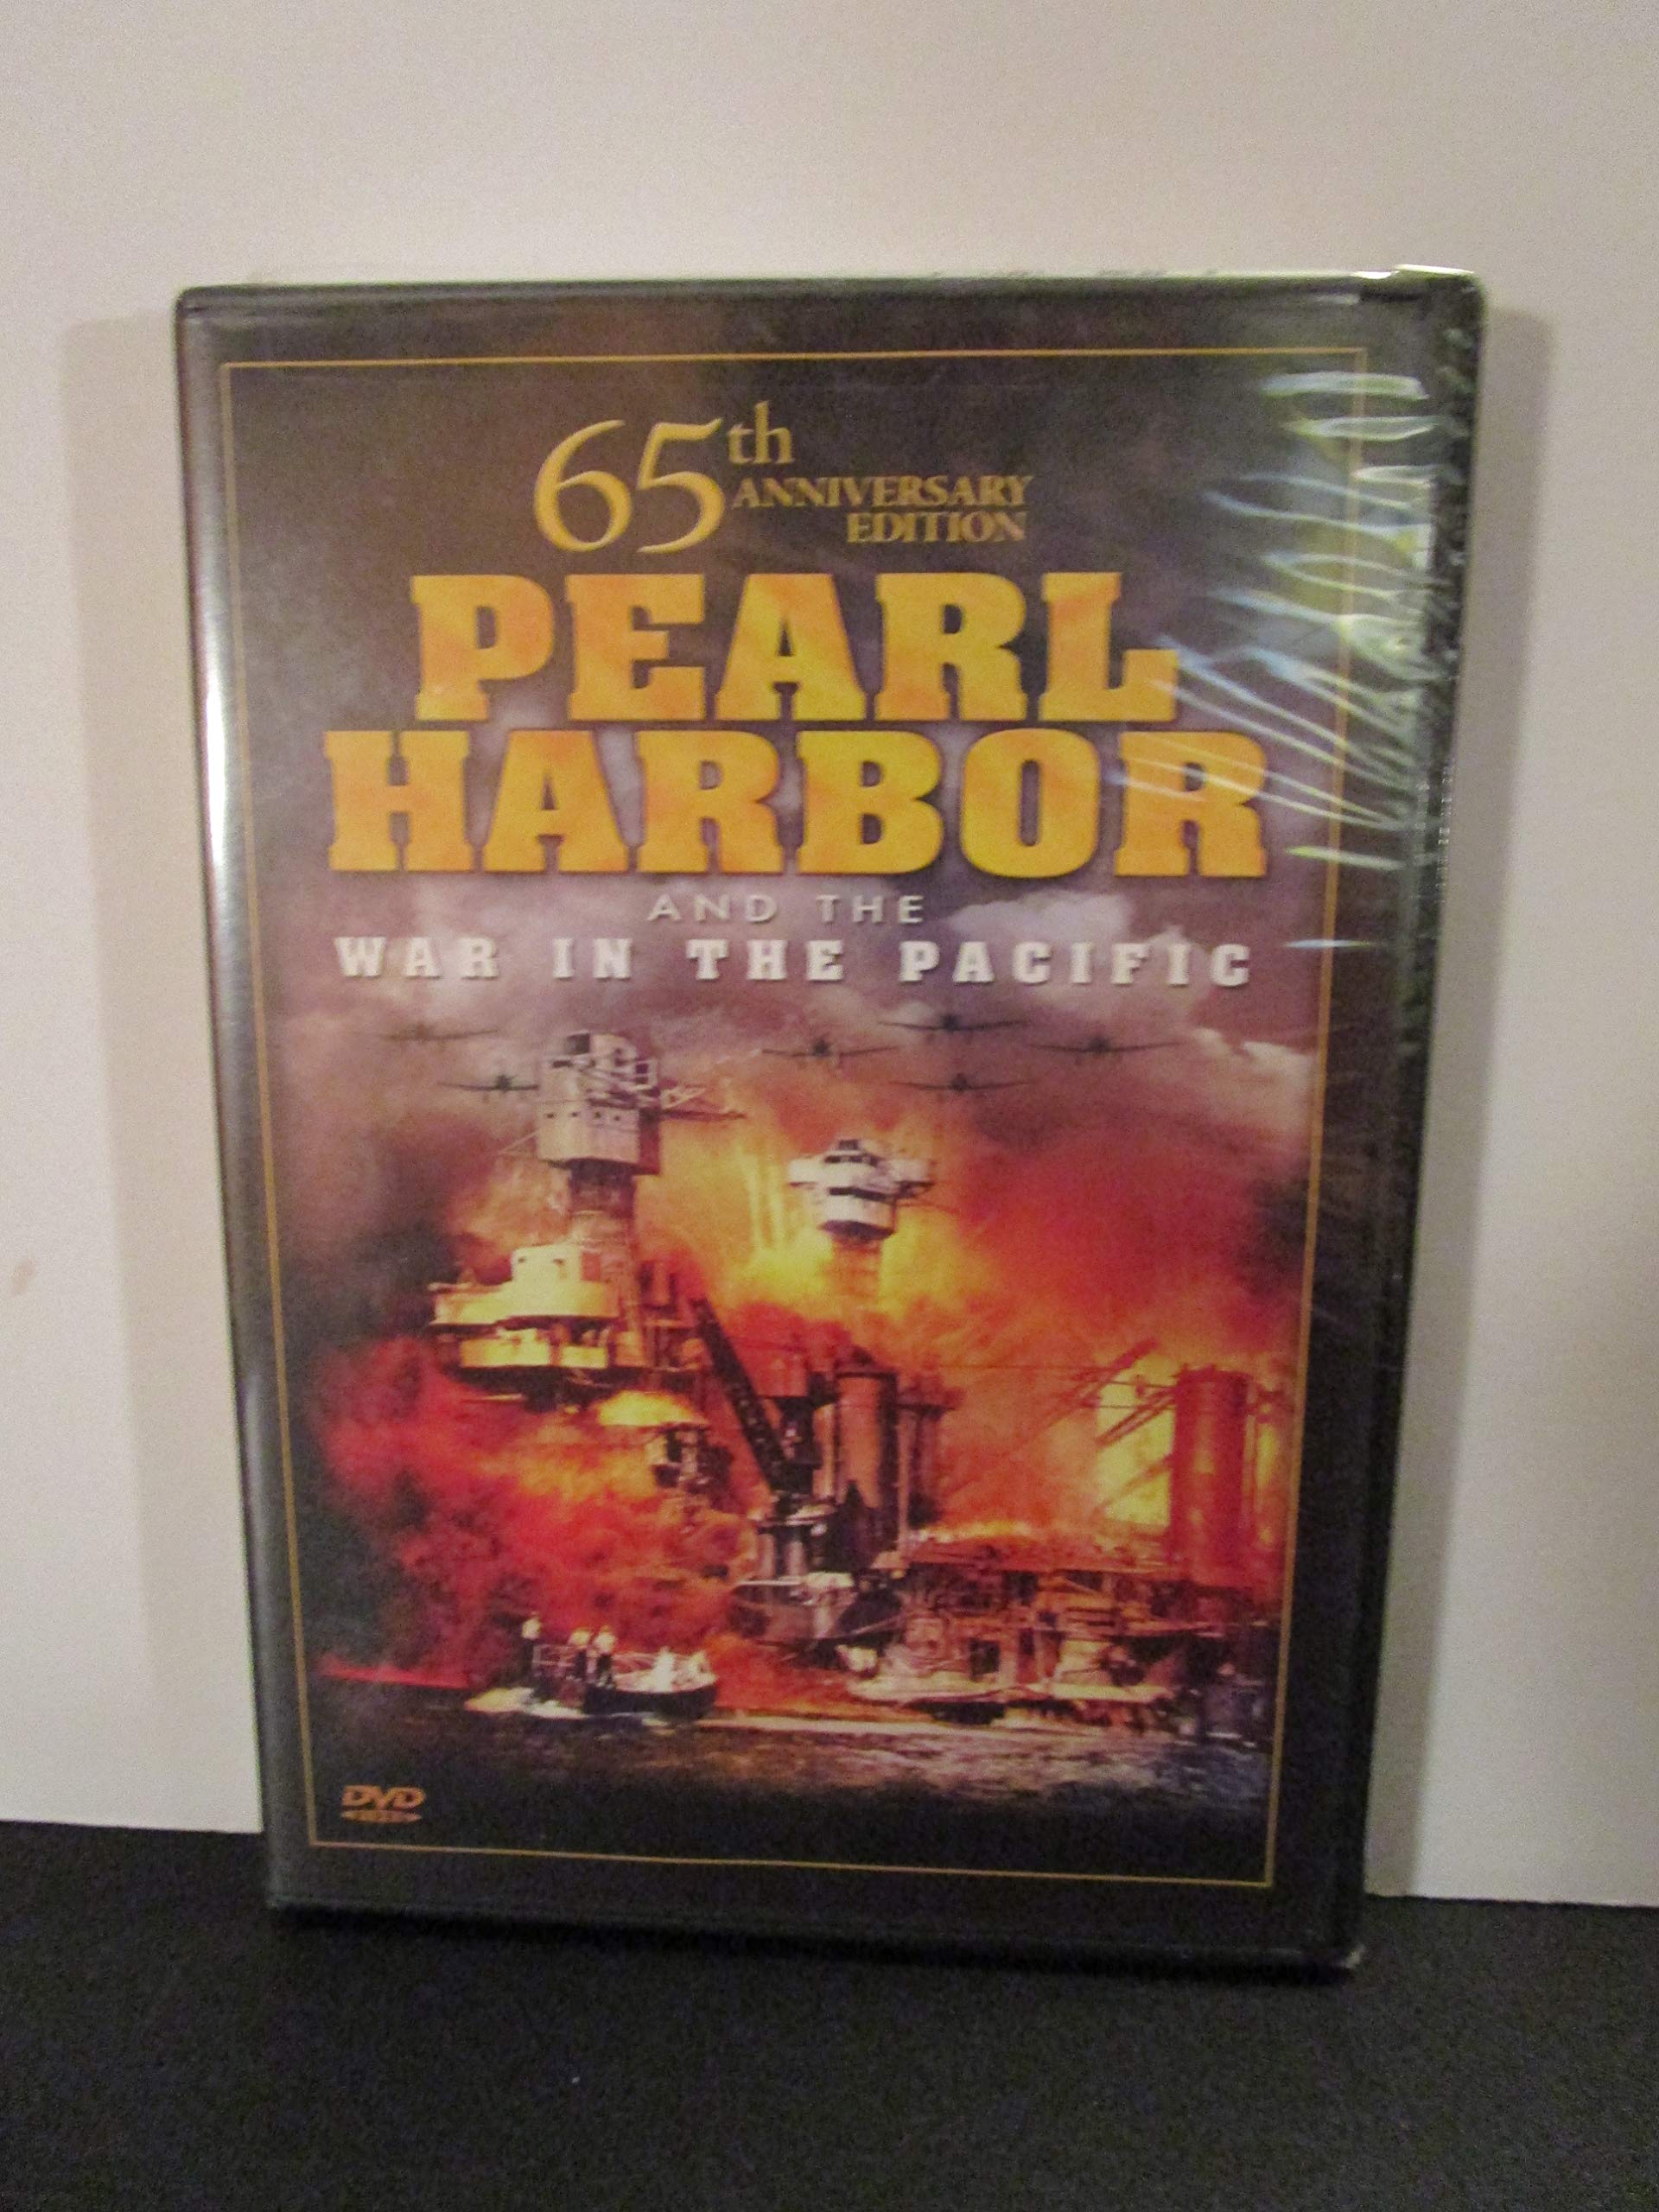 65th
ANNIVERSARY
EDITION
PEARL
HARBOR
AND THE
WAR IN THE PACIFIC
DVD